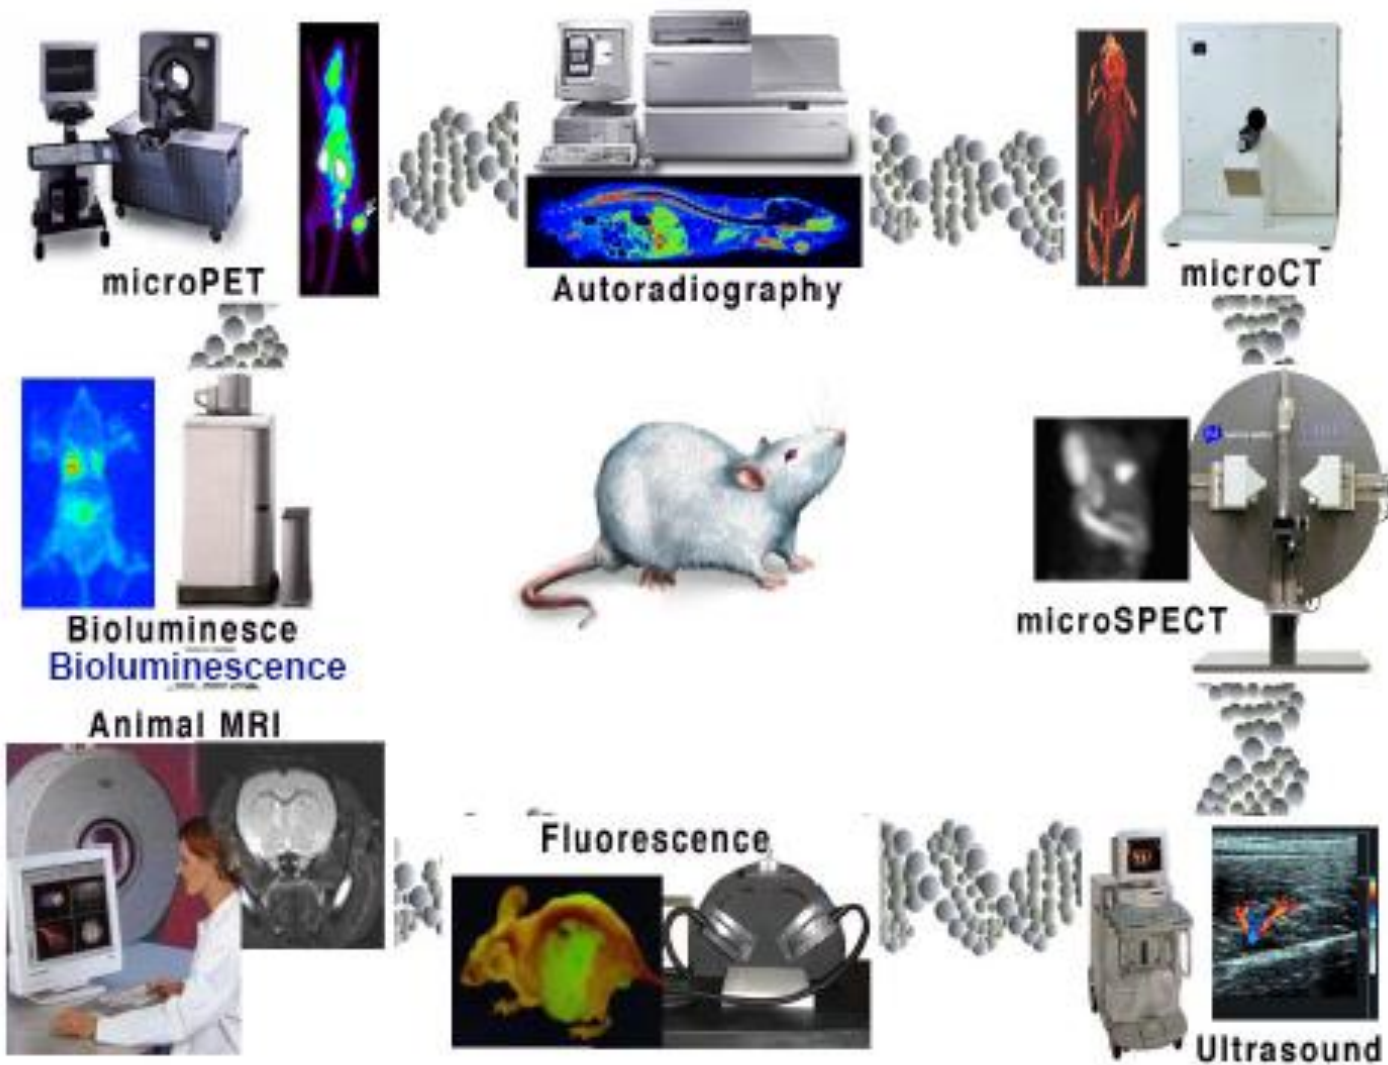 microPET
Autoradiography
microCT
Bioluminesce
Bioluminescence
microSPECT
Animal MRI
Fluorescence
Ultrasound